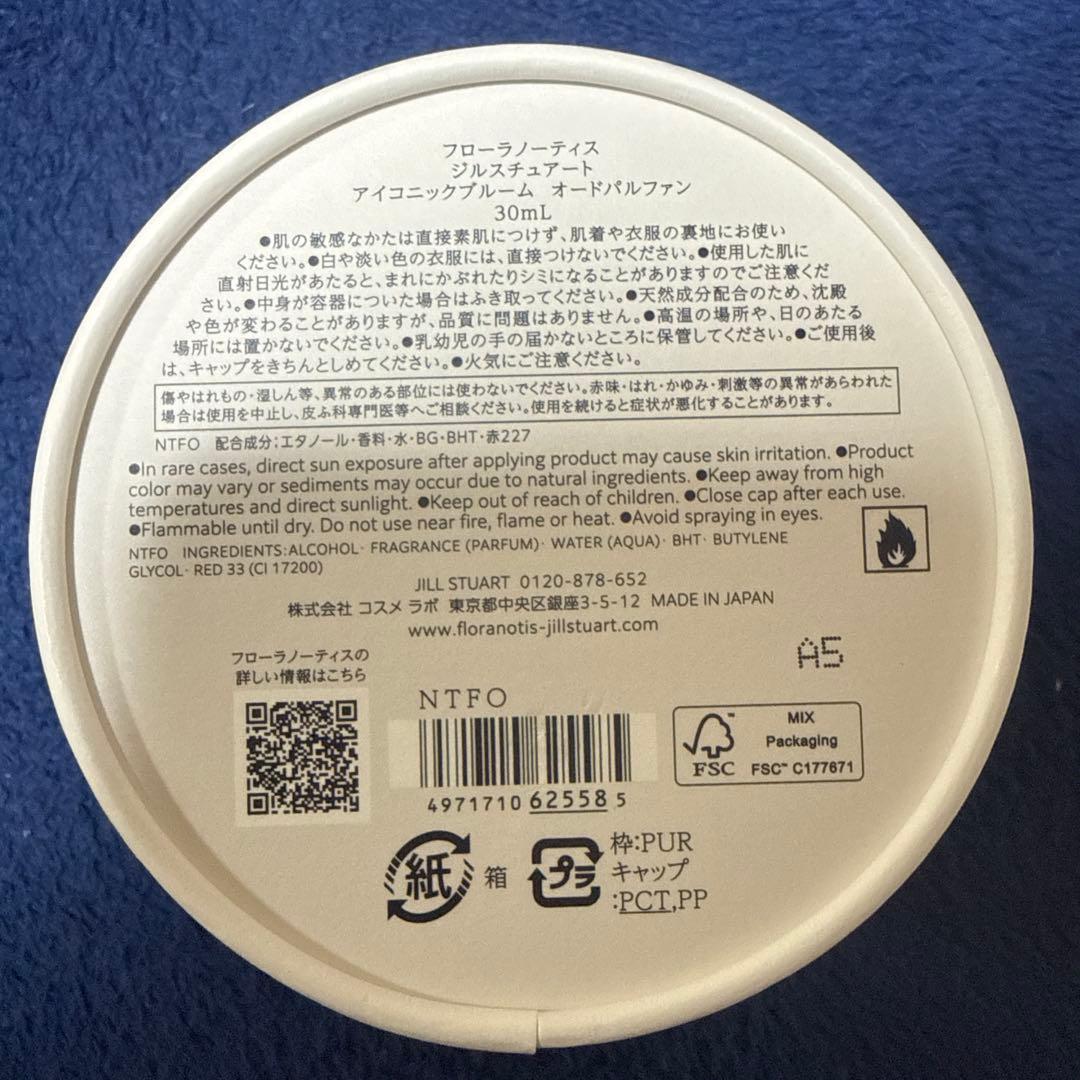 フローラノーティス
ジルスチュアート
アイコニックブルーム オードパルファン
30mL
●肌の敏感なかたは直接素肌につけず、肌着や衣服の裏地にお使い
ください。●白や淡い色の衣服には、直接つけないでください。●使用した肌に
直射日光があたると、まれにかぶれたりシミになることがありますのでご注意くだ
さい。●中身が容器についた場合はふき取ってください。●天然成分配合のため、沈殿
や色が変わることがありますが、品質に問題はありません。●高温の場所や、日のあたる
場所には置かないでください。●乳幼児の手の届かないところに保管してください。●ご使用後
は、キャップをきちんとしめてください。●火気にご注意ください。
傷やはれもの・湿しん等、異常のある部位には使わないでください。赤味・はれ・かゆみ・刺激等の異常があらわれた
場合は使用を中止し、皮ふ科専門医等へご相談ください。使用を続けると症状が悪化することがあります。
NTFO 配合成分:エタノール・香料・水・BG・BHT・赤227
●In rare cases, direct sun exposure after applying product may cause skin irritation. ●Product
color may vary or sediments may occur due to natural ingredients. ●Keep away from high
temperatures and direct sunlight. ●Keep out of reach of children. ●Close cap after each use.
●Flammable until dry. Do not use near fire, flame or heat. ●Avoid spraying in eyes.
NTFO INGREDIENTS:ALCOHOL· FRAGRANCE (PARFUM)· WATER (AQUA)· BHT· BUTYLENE
GLYCOL· RED 33 (CI 17200)
JILL STUART 0120-878-652
株式会社 コスメ ラボ 東京都中央区銀座3-5-12 MADE IN JAPAN
www.floranotis-jillstuart.com
A5
フローラノーティスの
詳しい情報はこちら
NTFO
4971710 62558 5
FSC™
MIX
Packaging
FSC™ C177671
紙 箱
プラ
枠:PUR
キャップ
:PCT,PP